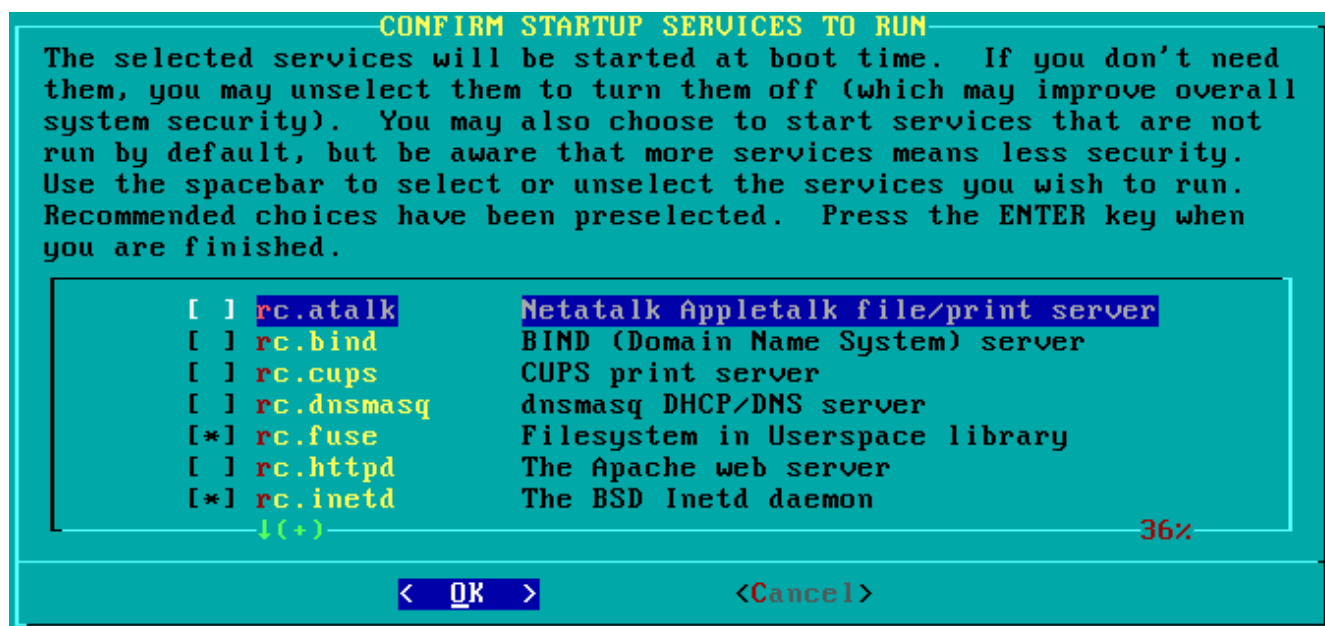 CONFIRM STARTUP SERVICES TO RUN
The selected services will be started at boot time.  If you don't need
them, you may unselect them to turn them off (which may improve overall
system security).  You may also choose to start services that are not
run by default, but be aware that more services means less security.
Use the spacebar to select or unselect the services you wish to run.
Recommended choices have been preselected.  Press the ENTER key when
you are finished.
[ ] rc.atalk Netatalk Appletalk file/print server
[ ] rc.bind BIND (Domain Name System) server
[ ] rc.cups CUPS print server
[ ] rc.dnsmasq dnsmasq DHCP/DNS server
[*] rc.fuse Filesystem in Userspace library
[ ] rc.httpd The Apache web server
[*] rc.inetd The BSD Inetd daemon
↓(+) 36%
< OK > <Cancel>